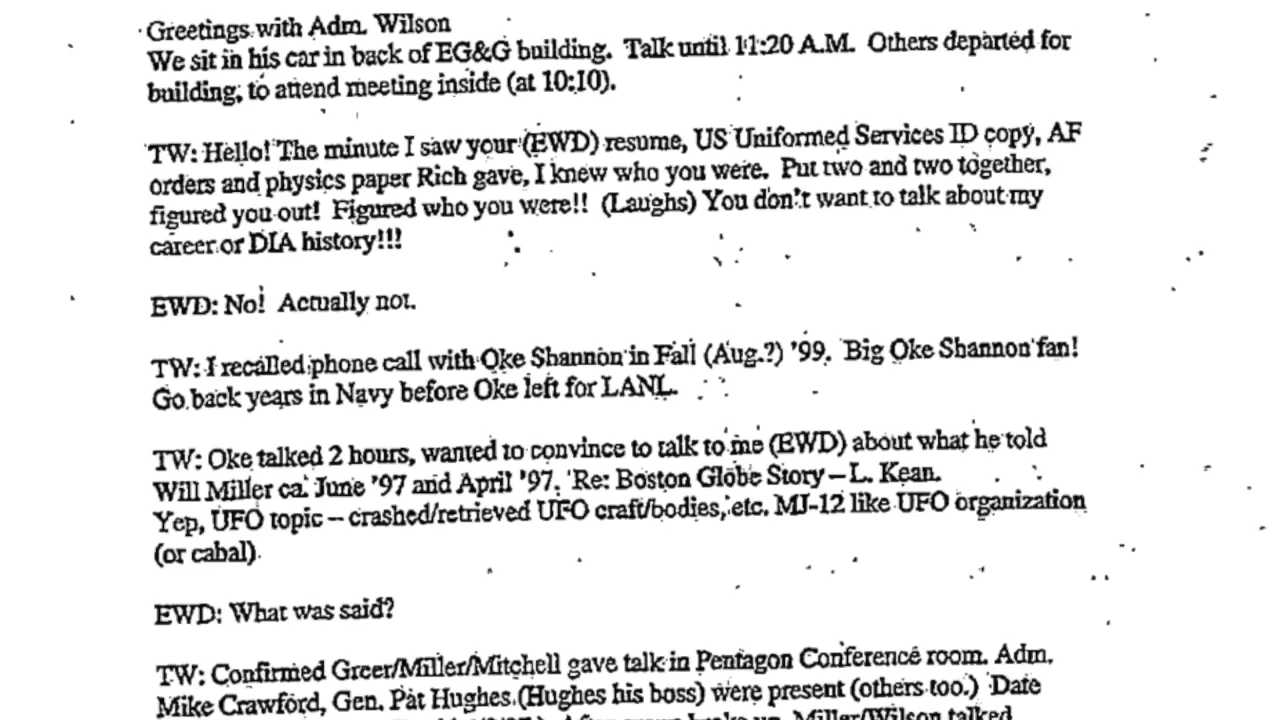 Greetings with Adm. Wilson
We sit in his car in back of EG&G building. Talk until 11:20 A.M. Others departed for
building, to attend meeting inside (at 10:10).
TW: Hello! The minute I saw your (EWD) resume, US Uniformed Services ID copy, AF
orders and physics paper Rich gave, I knew who you were. Put two and two together,
figured you out! Figured who you were!! (Laughs) You don't want to talk about my
career or DIA history!!!
EWD: No! Actually not.
TW: I recalled phone call with Oke Shannon in Fall (Aug.?) '99. Big Oke Shannon fan!
Go back years in Navy before Oke left for LANL.
TW: Oke talked 2 hours, wanted to convince to talk to me (EWD) about what he told
Will Miller ca. June '97 and April '97. Re: Boston Globe Story – L. Kean.
Yep, UFO topic – crashed/retrieved UFO craft/bodies, etc. MJ-12 like UFO organization
(or cabal).
EWD: What was said?
TW: Confirmed Greer/Miller/Mitchell gave talk in Pentagon Conference room. Adm.
Mike Crawford, Gen. Pat Hughes (Hughes his boss) were present (others too.) Date
After group broke up, Miller/Wilson talked